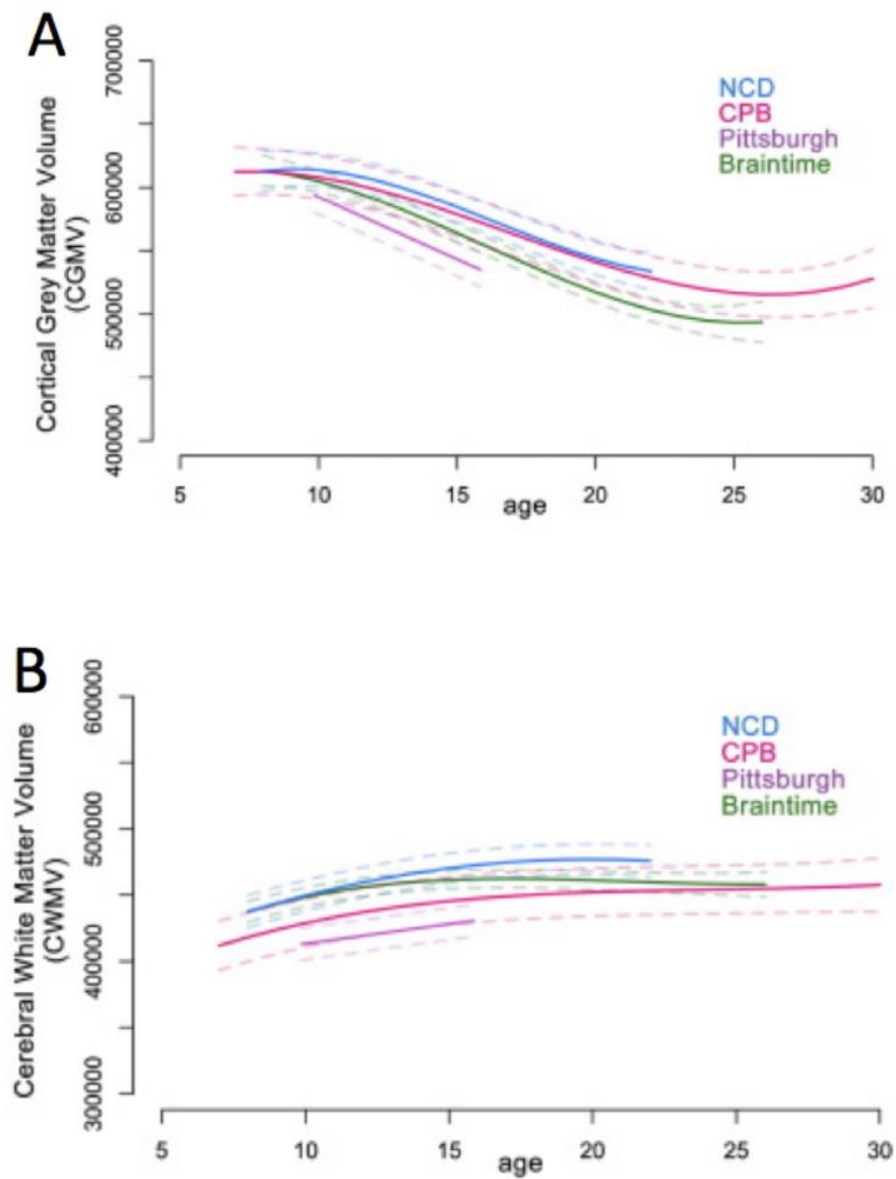 A
Cortical Grey Matter Volume
(CGMV)
700000
600000
500000
400000
NCD
CPB
Pittsburgh
Braintime
5 10 15 20 25 30
age
B
Cerebral White Matter Volume
(CWMV)
600000
500000
400000
300000
NCD
CPB
Pittsburgh
Braintime
5 10 15 20 25 30
age